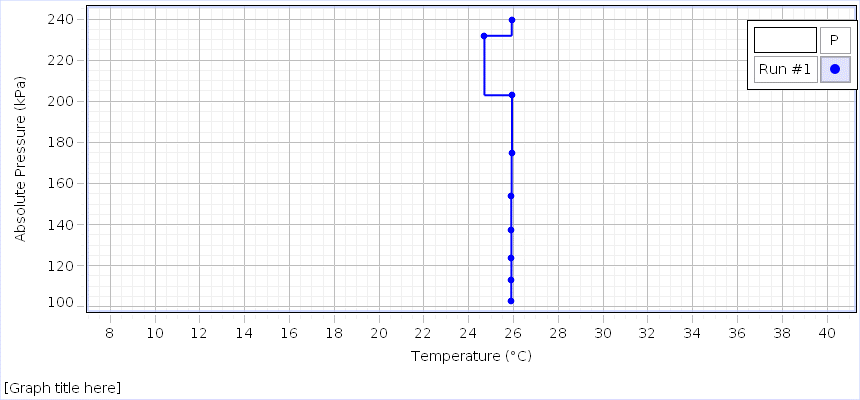 240
220
200
180
160
140
120
100
Absolute Pressure (kPa)
P
Run #1
8 10 12 14 16 18 20 22 24 26 28 30 32 34 36 38 40
Temperature (°C)
[Graph title here]